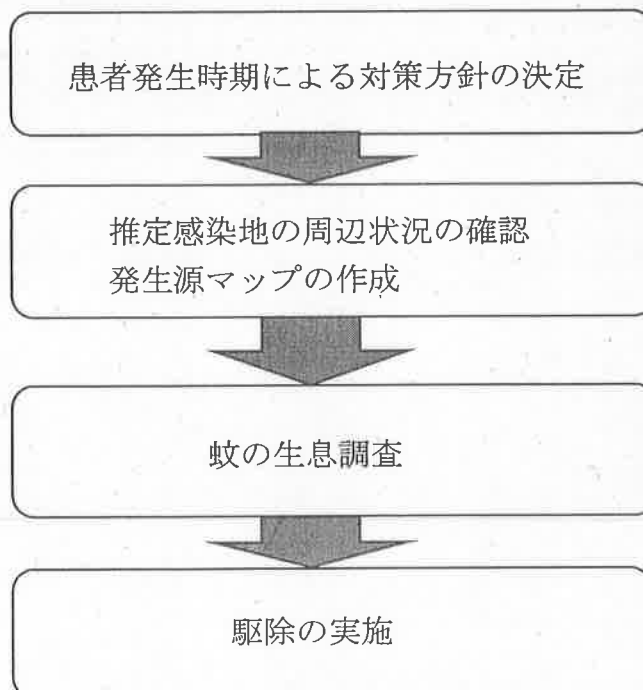 患者発生時期による対策方針の決定
推定感染地の周辺状況の確認
発生源マップの作成
蚊の生息調査
駆除の実施